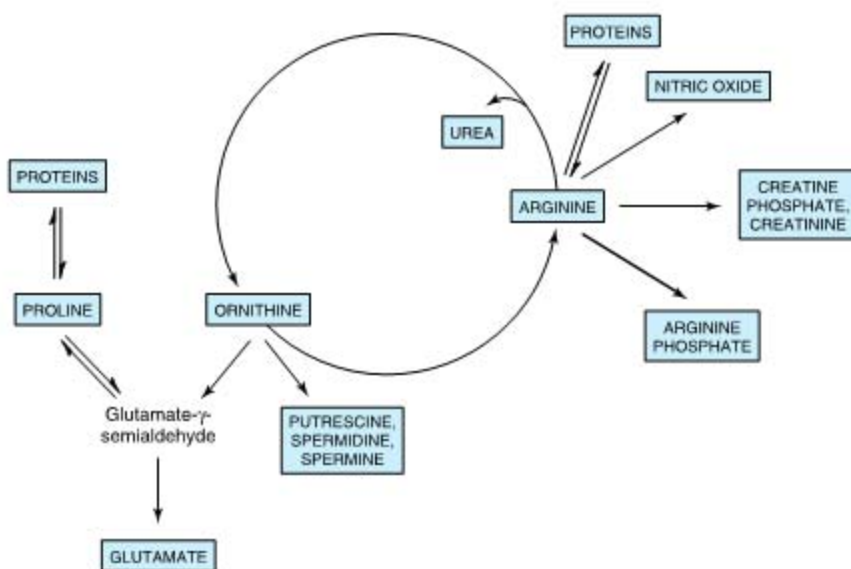 PROTEINS
NITRIC OXIDE
UREA
PROTEINS
ARGININE
CREATINE
PHOSPHATE,
CREATININE
PROLINE
ORNITHINE
ARGININE
PHOSPHATE
Glutamate-γ-
semialdehyde
PUTRESCINE,
SPERMIDINE,
SPERMINE
GLUTAMATE